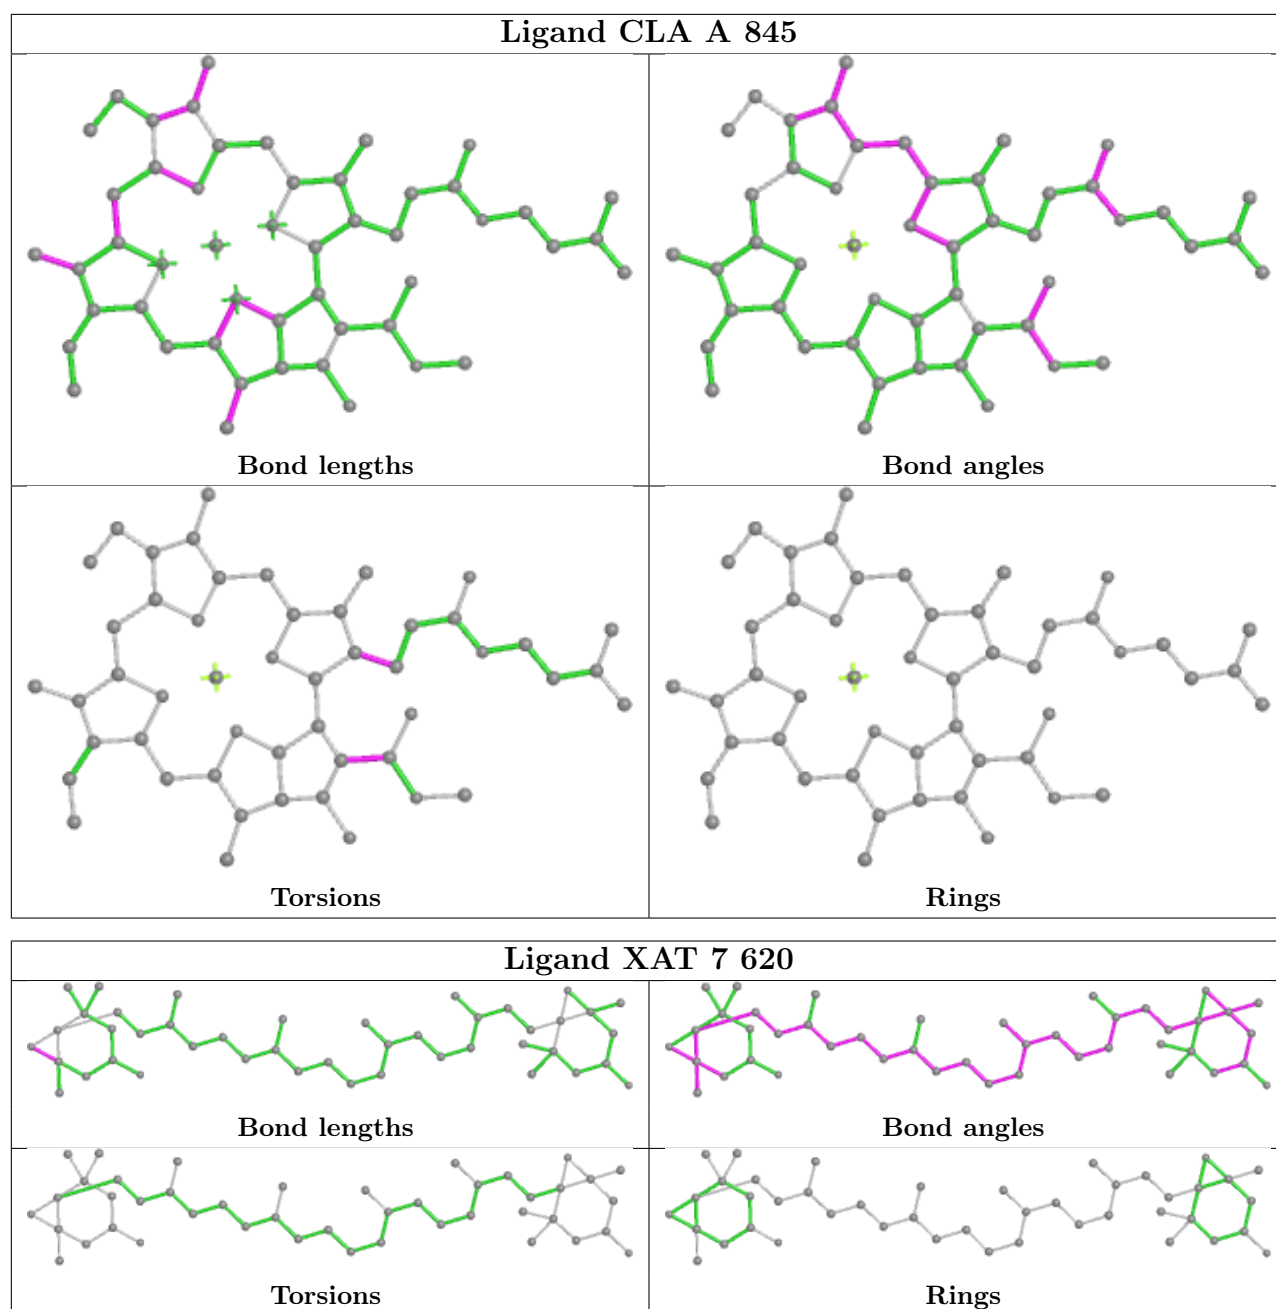 Ligand CLA A 845
Bond lengths
Bond angles
Torsions
Rings
Ligand XAT 7 620
Bond lengths
Bond angles
Torsions
Rings